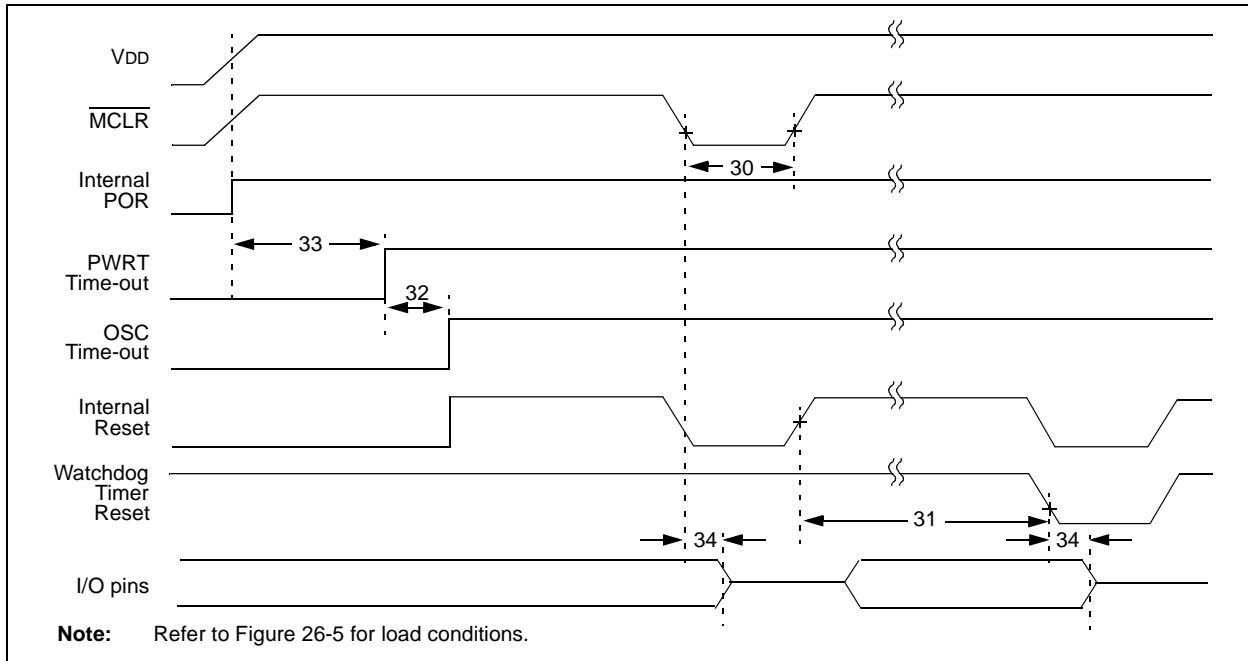 VDD
MCLR
30
Internal
POR
33
PWRT
Time-out
32
OSC
Time-out
Internal
Reset
Watchdog
Timer
Reset
31
34
34
I/O pins
Note: Refer to Figure 26-5 for load conditions.